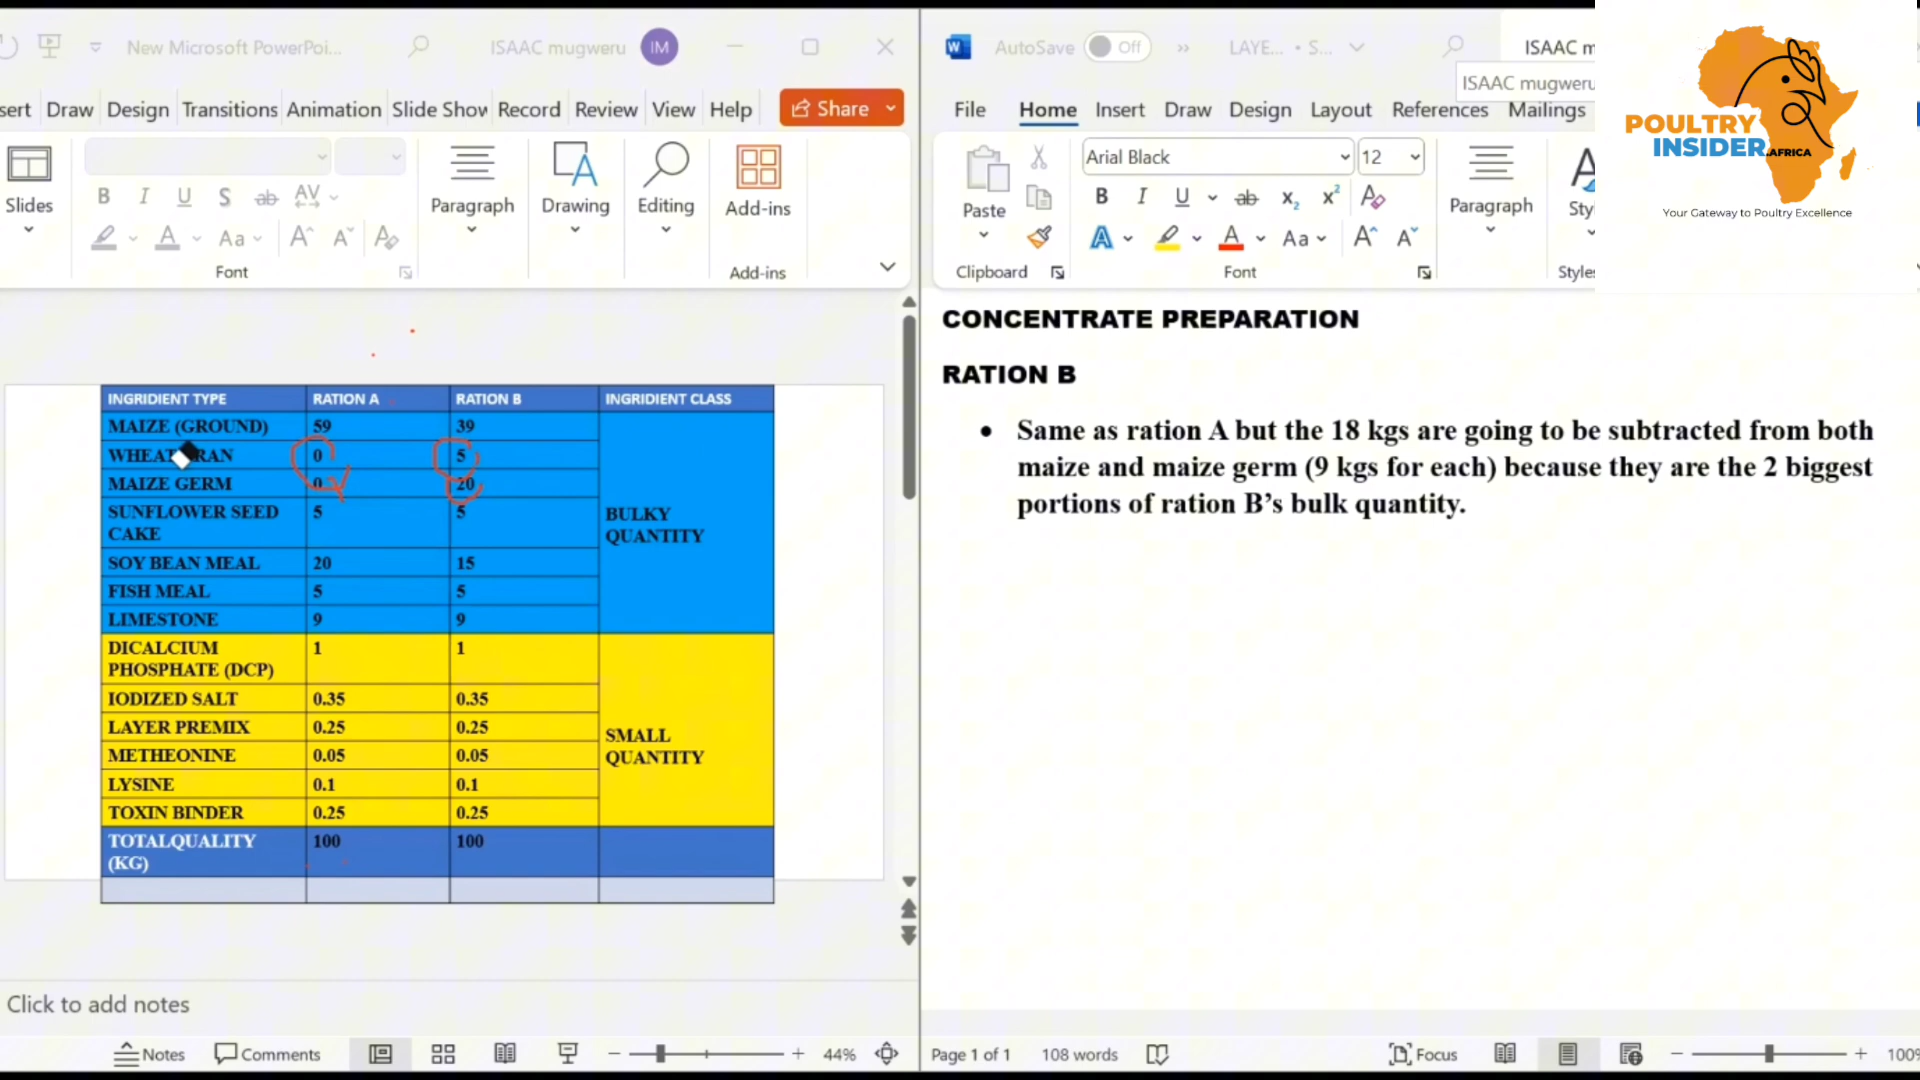 New Microsoft PowerPoi...
ISAAC mugweru
IM
sert Draw Design Transitions Animation Slide Show Record Review View Help
Share
Slides
B I U S ab AV
A Aa A A A
Font
Paragraph
Drawing
Editing
Add-ins
Add-ins
INGRIDIENT TYPE RATION A RATION B INGRIDIENT CLASS
MAIZE (GROUND) 59 39
WHEAT BRAN 0 5
MAIZE GERM 0 20
SUNFLOWER SEED 5 5
CAKE
BULKY
QUANTITY
SOY BEAN MEAL 20 15
FISH MEAL 5 5
LIMESTONE 9 9
DICALCIUM 1 1
PHOSPHATE (DCP)
IODIZED SALT 0.35 0.35
LAYER PREMIX 0.25 0.25
SMALL
QUANTITY
METHEONINE 0.05 0.05
LYSINE 0.1 0.1
TOXIN BINDER 0.25 0.25
TOTALQUALITY 100 100
(KG)
Click to add notes
Notes Comments 44%
W AutoSave Off LAYE... • S...
ISAAC m
ISAAC mugweru
File Home Insert Draw Design Layout References Mailings
Paste
Clipboard
Arial Black 12
B I U ab x2 x2 A
A A Aa A A
Font
Paragraph
Sty
Styles
POULTRY
INSIDER.AFRICA
Your Gateway to Poultry Excellence
CONCENTRATE PREPARATION
RATION B
• Same as ration A but the 18 kgs are going to be subtracted from both
maize and maize germ (9 kgs for each) because they are the 2 biggest
portions of ration B’s bulk quantity.
Page 1 of 1 108 words Focus 100%